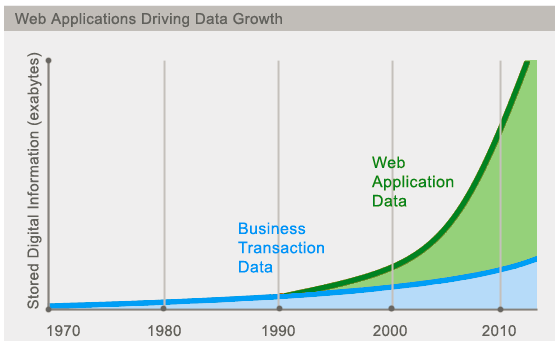 Web Applications Driving Data Growth
Stored Digital Information (exabytes)
Web
Application
Data
Business
Transaction
Data
1970 1980 1990 2000 2010